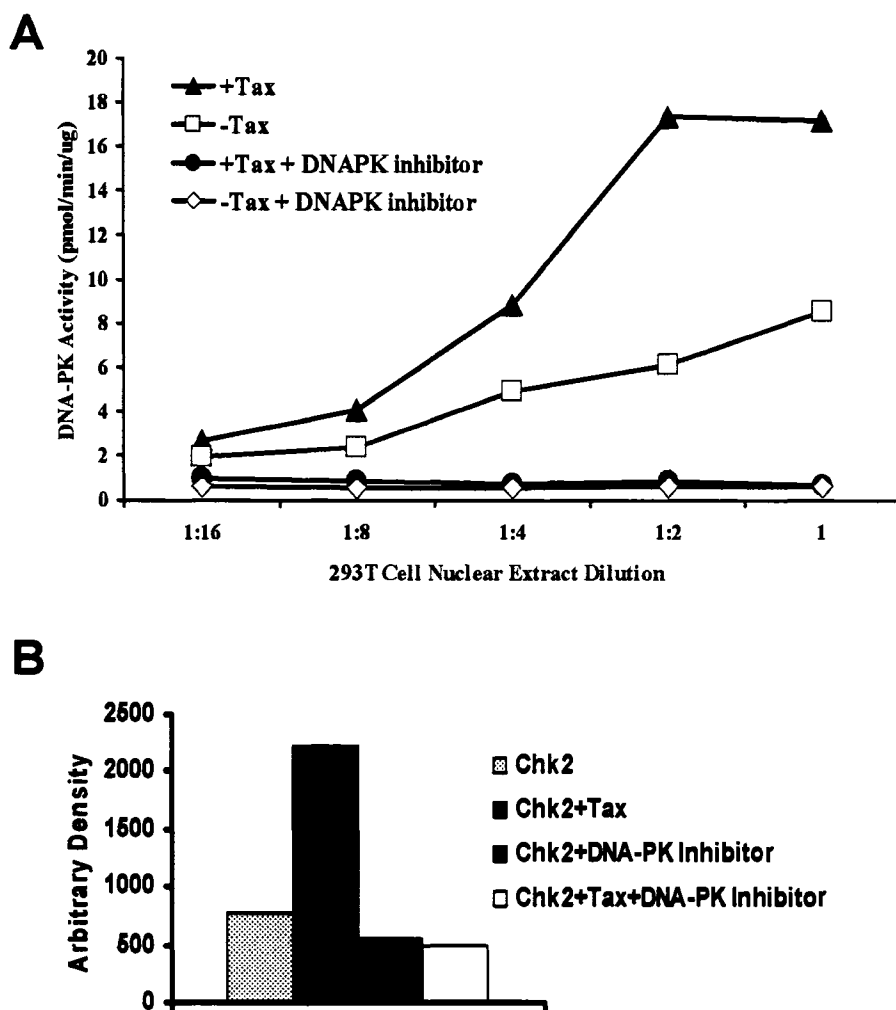 A
20
18
16
14
12
10
8
6
4
2
0
DNA-PK Activity (pmol/min/ug)
+Tax
-Tax
+Tax + DNAPK inhibitor
-Tax + DNAPK inhibitor
1:16 1:8 1:4 1:2 1
293T Cell Nuclear Extract Dilution
B
2500
2000
1500
1000
500
0
Arbitrary Density
Chk2
Chk2+Tax
Chk2+DNA-PK Inhibitor
Chk2+Tax+DNA-PK Inhibitor